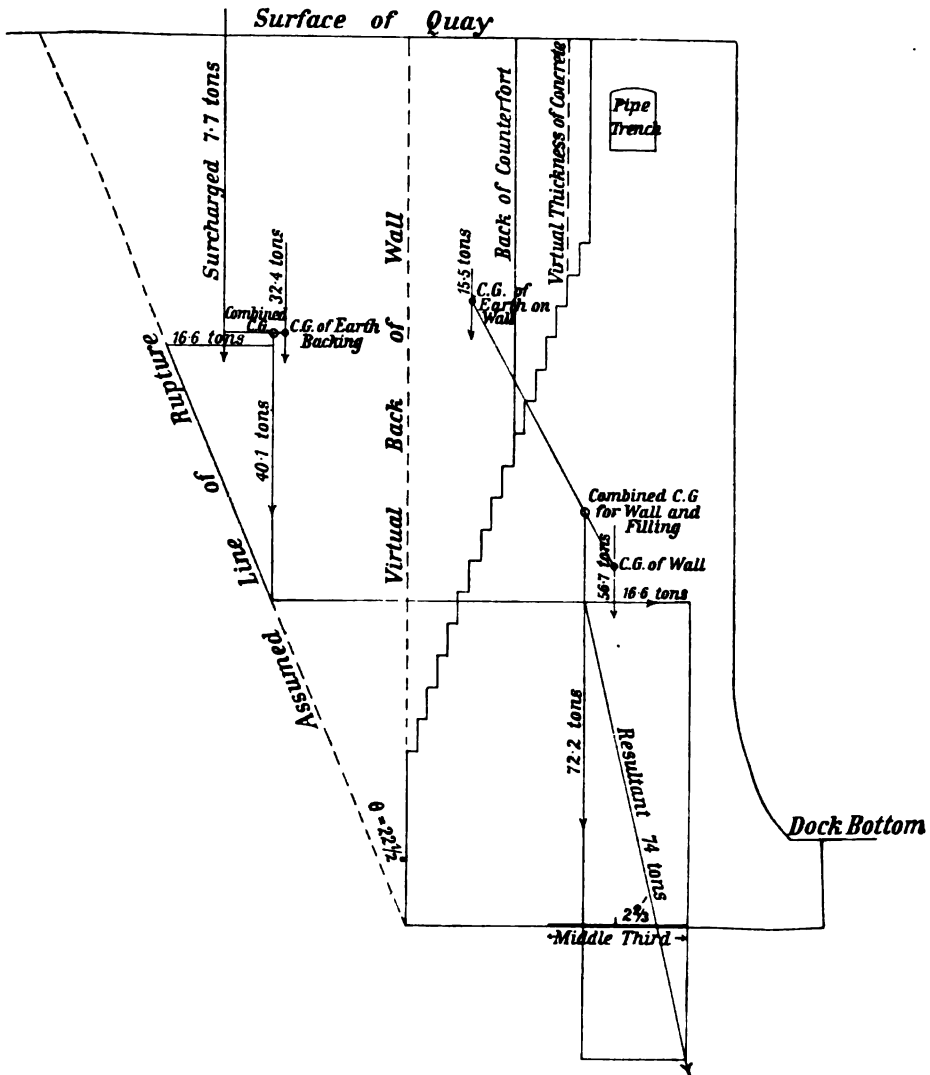 Surface of Quay
Surcharged 7·7 tons
32·4 tons
Combined
C.G.
C.G. of Earth
Backing
16·6 tons
40·1 tons
Assumed Line of Rupture
Virtual Back of Wall
θ = 22½
Back of Counterfort
Virtual Thickness of Concrete
Pipe
Trench
15·5 tons
C.G. of
Earth on
Wall
Combined C.G
for Wall and
Filling
C.G. of Wall
56·7 tons
16·6 tons
72·2 tons
Resultant 74 tons
2⅔
Middle Third
Dock Bottom